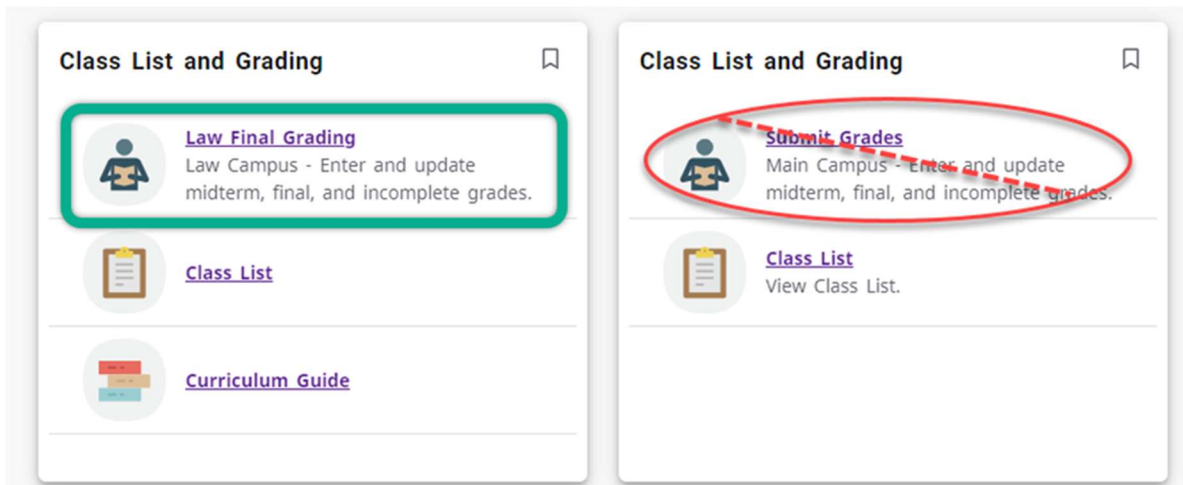 Class List and Grading
Law Final Grading
Law Campus - Enter and update
midterm, final, and incomplete grades.
Class List
Curriculum Guide
Class List and Grading
Submit Grades
Main Campus - Enter and update
midterm, final, and incomplete grades.
Class List
View Class List.